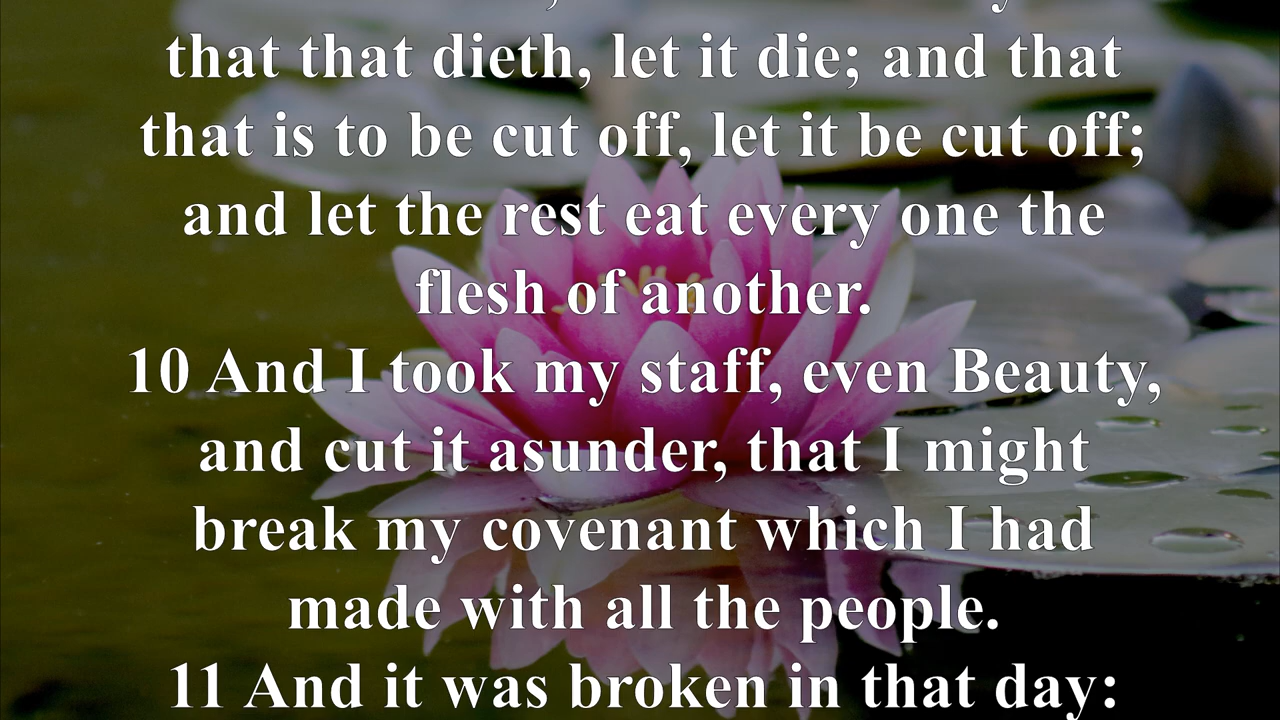 that that dieth, let it die; and that
that is to be cut off, let it be cut off;
and let the rest eat every one the
flesh of another.
10 And I took my staff, even Beauty,
and cut it asunder, that I might
break my covenant which I had
made with all the people.
11 And it was broken in that day: